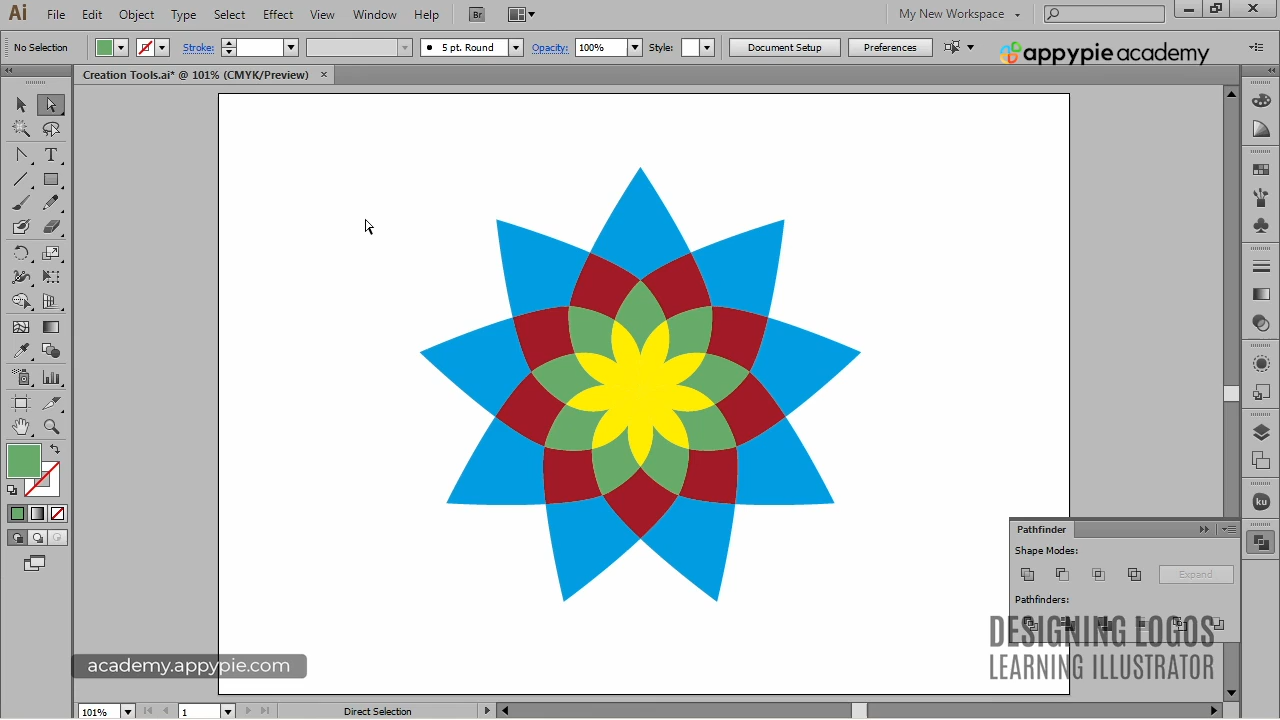 Ai File Edit Object Type Select Effect View Window Help Br My New Workspace
No Selection Stroke: 5 pt. Round Opacity: 100% Style: Document Setup Preferences
appypie academy
Creation Tools.ai* @ 101% (CMYK/Preview) ×
T
ku
Pathfinder
Shape Modes:
Expand
Pathfinders:
DESIGNING LOGOS
LEARNING ILLUSTRATOR
academy.appypie.com
101% 1 Direct Selection